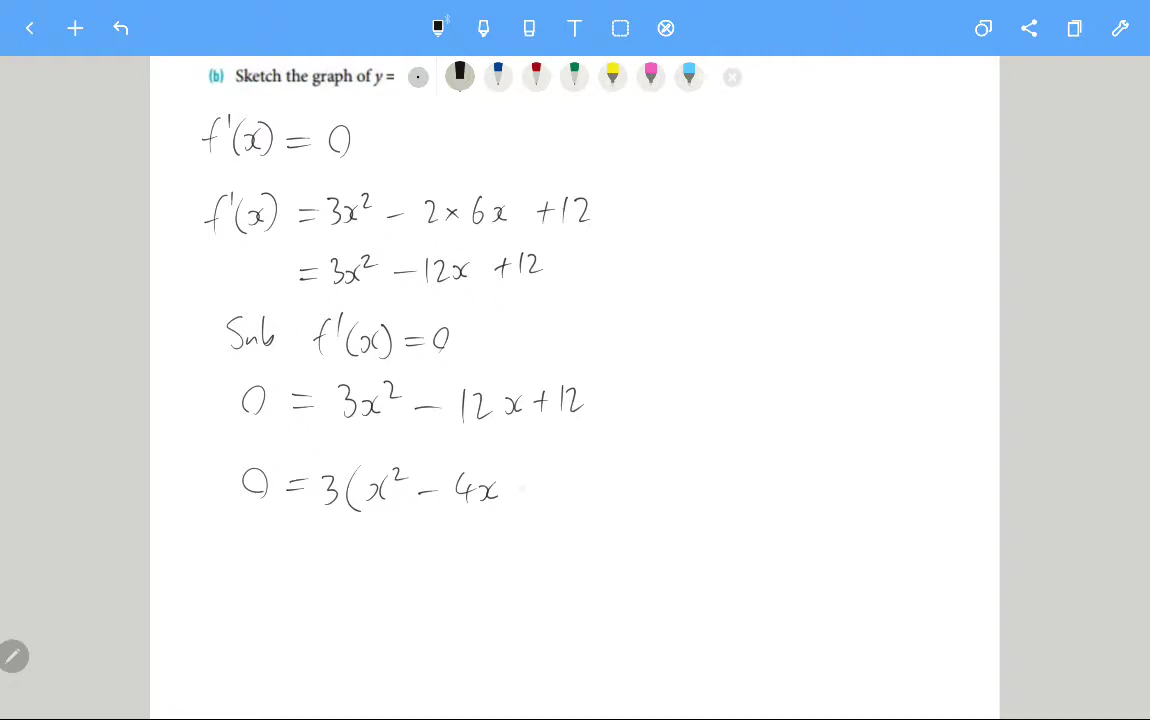 (b) Sketch the graph of y =
f'(x) = 0
f'(x) = 3x² - 2 × 6x + 12
= 3x² - 12x + 12
Sub f'(x) = 0
0 = 3x² - 12x + 12
0 = 3(x² - 4x